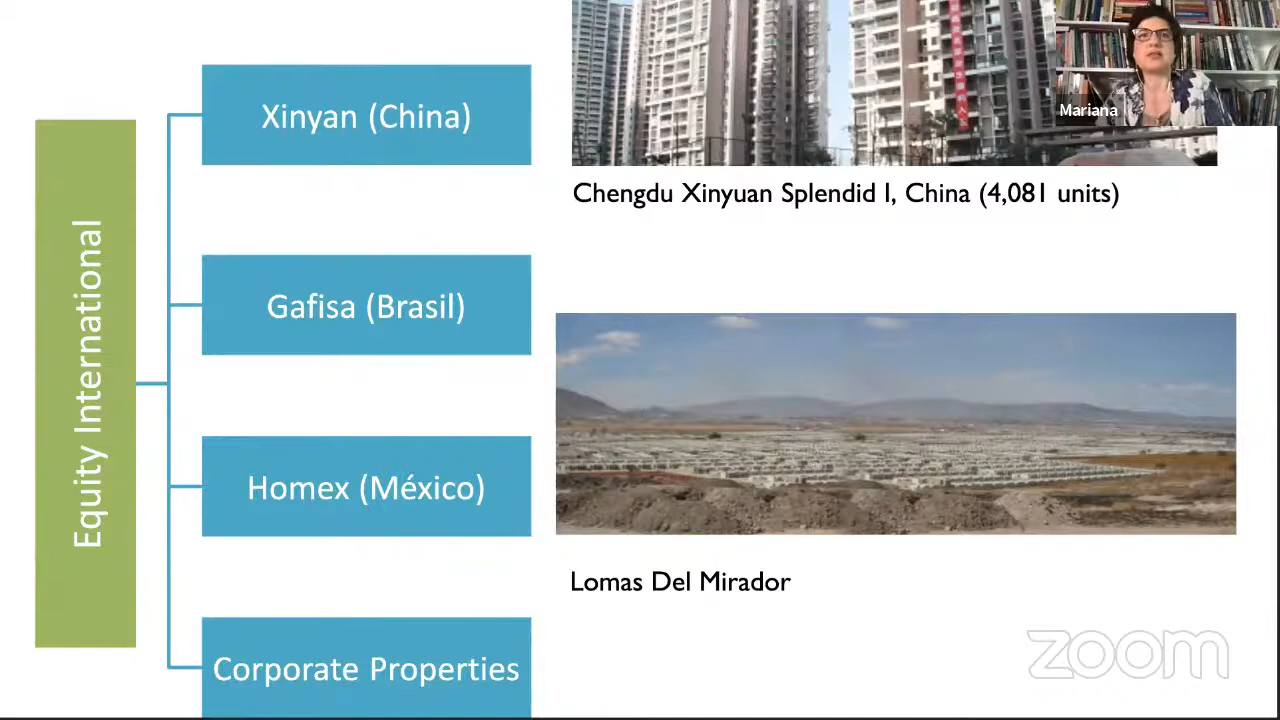 Equity International
Xinyan (China)
Gafisa (Brasil)
Homex (México)
Corporate Properties
Mariana
Chengdu Xinyuan Splendid I, China (4,081 units)
Lomas Del Mirador
zoom